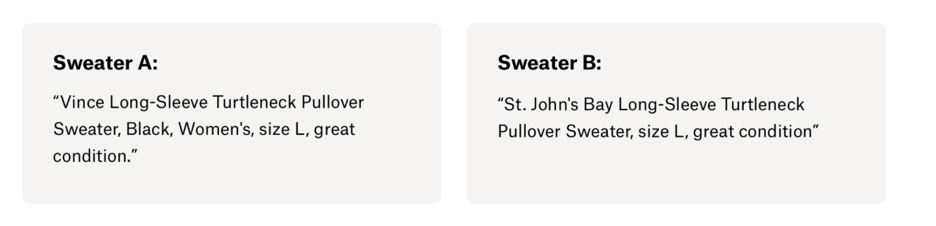 Sweater A:
“Vince Long-Sleeve Turtleneck Pullover
Sweater, Black, Women's, size L, great
condition.”
Sweater B:
“St. John's Bay Long-Sleeve Turtleneck
Pullover Sweater, size L, great condition”